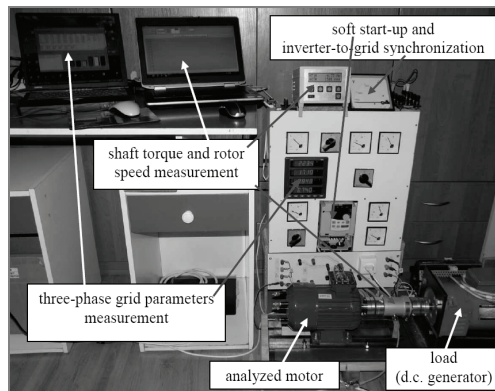 soft start-up and
inverter-to-grid synchronization
shaft torque and rotor
speed measurement
three-phase grid parameters
measurement
analyzed motor
load
(d.c. generator)